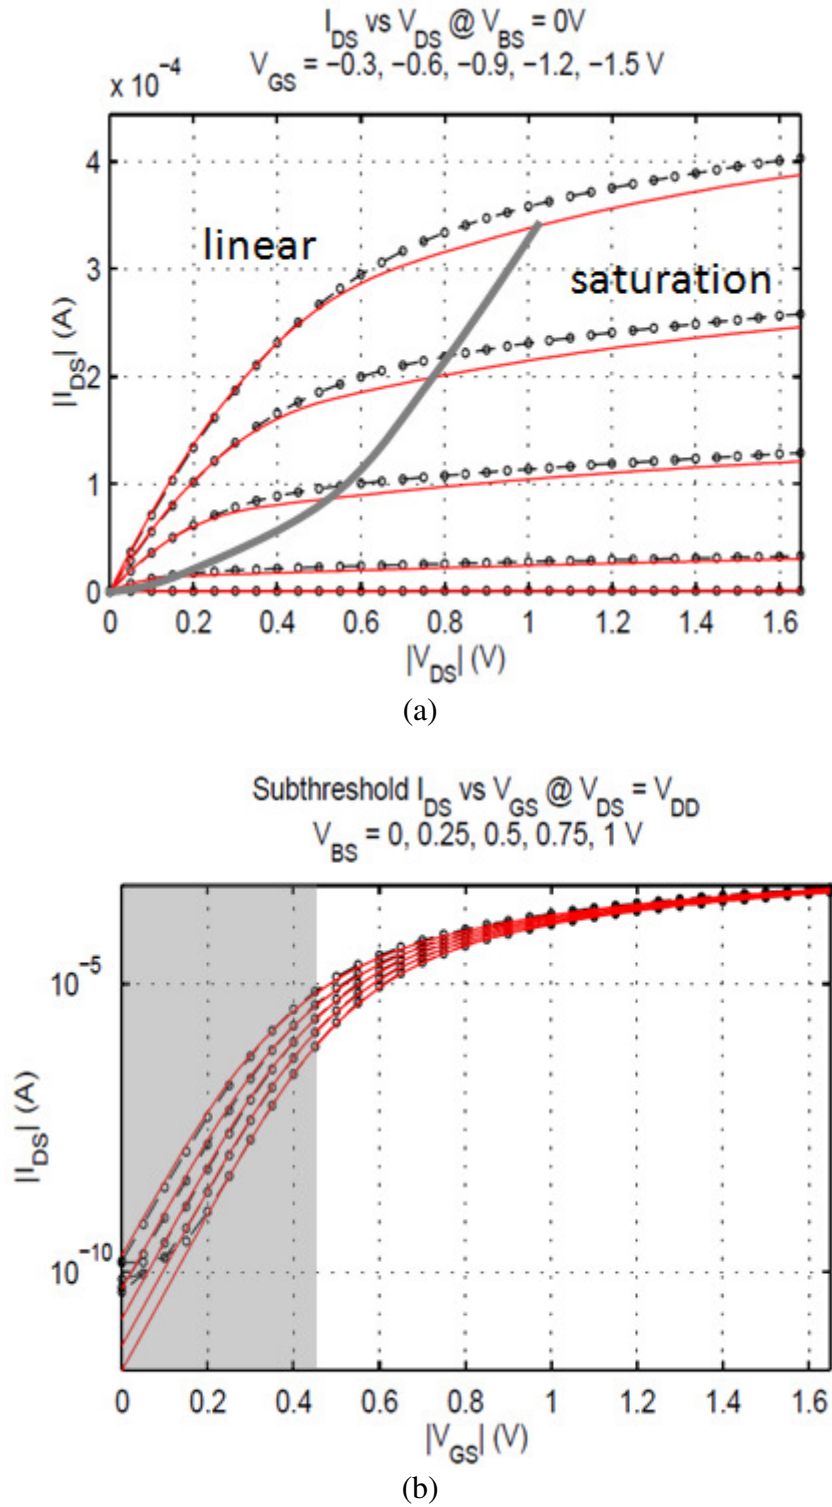 I_DS vs V_DS @ V_BS = 0V
V_GS = −0.3, −0.6, −0.9, −1.2, −1.5 V
x 10^−4
4
3
2
1
0
|I_DS| (A)
linear
saturation
0 0.2 0.4 0.6 0.8 1 1.2 1.4 1.6
|V_DS| (V)
(a)
Subthreshold I_DS vs V_GS @ V_DS = V_DD
V_BS = 0, 0.25, 0.5, 0.75, 1 V
10^−5
10^−10
|I_DS| (A)
0 0.2 0.4 0.6 0.8 1 1.2 1.4 1.6
|V_GS| (V)
(b)